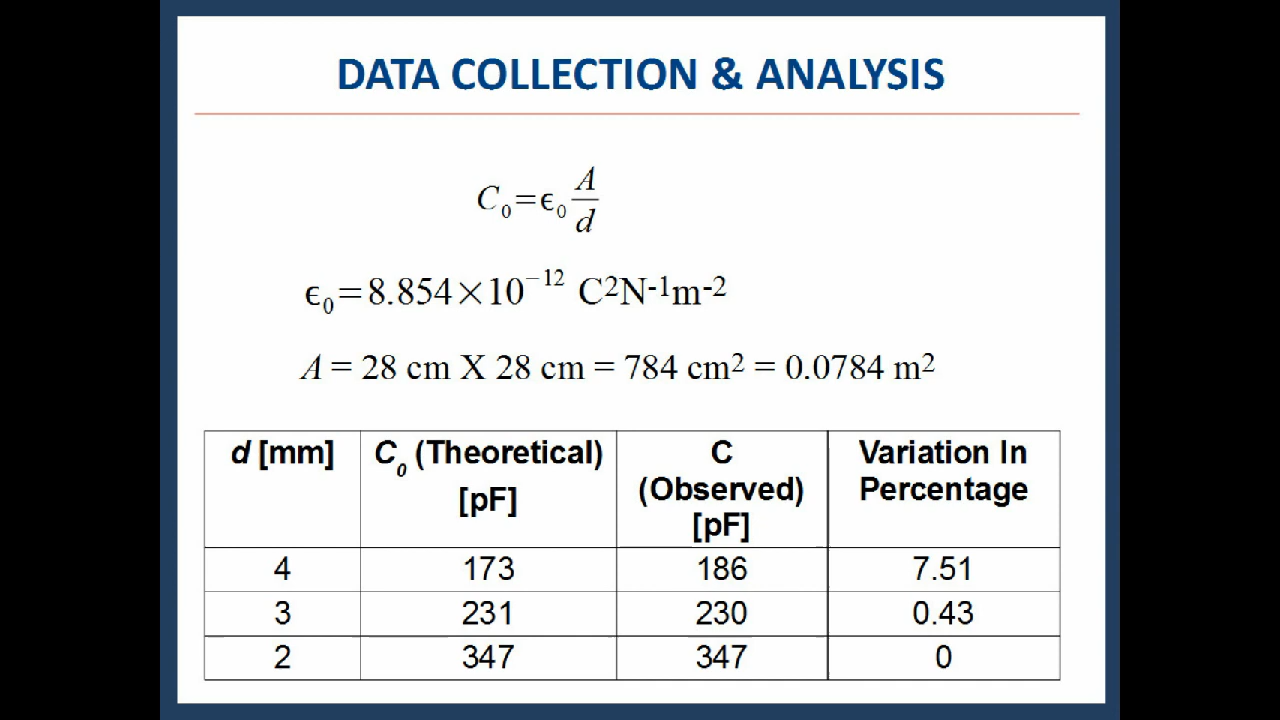 DATA COLLECTION & ANALYSIS
C₀=ϵ₀ A/d
ϵ₀=8.854×10⁻¹² C²N⁻¹m⁻²
A = 28 cm X 28 cm = 784 cm² = 0.0784 m²
d [mm] C₀ (Theoretical) [pF] C (Observed) [pF] Variation In Percentage
4 173 186 7.51
3 231 230 0.43
2 347 347 0